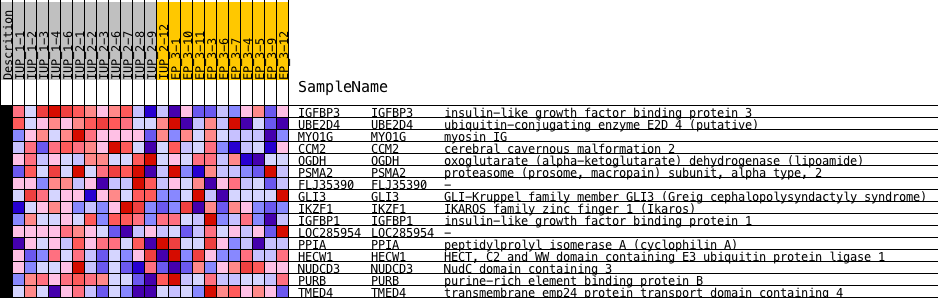 Descrition
IUP_1-1
IUP_1-2
IUP_1-3
IUP_1-4
IUP_1-6
IUP_2-1
IUP_2-2
IUP_2-3
IUP_2-6
IUP_2-7
IUP_2-8
IUP_2-9
IUP_2-12
EP_3-1
EP_3-10
EP_3-11
EP_3-3
EP_3-6
EP_3-7
EP_3-4
EP_3-5
EP_3-9
EP_3-12
SampleName
IGFBP3 IGFBP3 insulin-like growth factor binding protein 3
UBE2D4 UBE2D4 ubiquitin-conjugating enzyme E2D 4 (putative)
MYO1G MYO1G myosin IG
CCM2 CCM2 cerebral cavernous malformation 2
OGDH OGDH oxoglutarate (alpha-ketoglutarate) dehydrogenase (lipoamide)
PSMA2 PSMA2 proteasome (prosome, macropain) subunit, alpha type, 2
FLJ35390 FLJ35390 -
GLI3 GLI3 GLI-Kruppel family member GLI3 (Greig cephalopolysyndactyly syndrome)
IKZF1 IKZF1 IKAROS family zinc finger 1 (Ikaros)
IGFBP1 IGFBP1 insulin-like growth factor binding protein 1
LOC285954 LOC285954 -
PPIA PPIA peptidylprolyl isomerase A (cyclophilin A)
HECW1 HECW1 HECT, C2 and WW domain containing E3 ubiquitin protein ligase 1
NUDCD3 NUDCD3 NudC domain containing 3
PURB PURB purine-rich element binding protein B
TMED4 TMED4 transmembrane emp24 protein transport domain containing 4